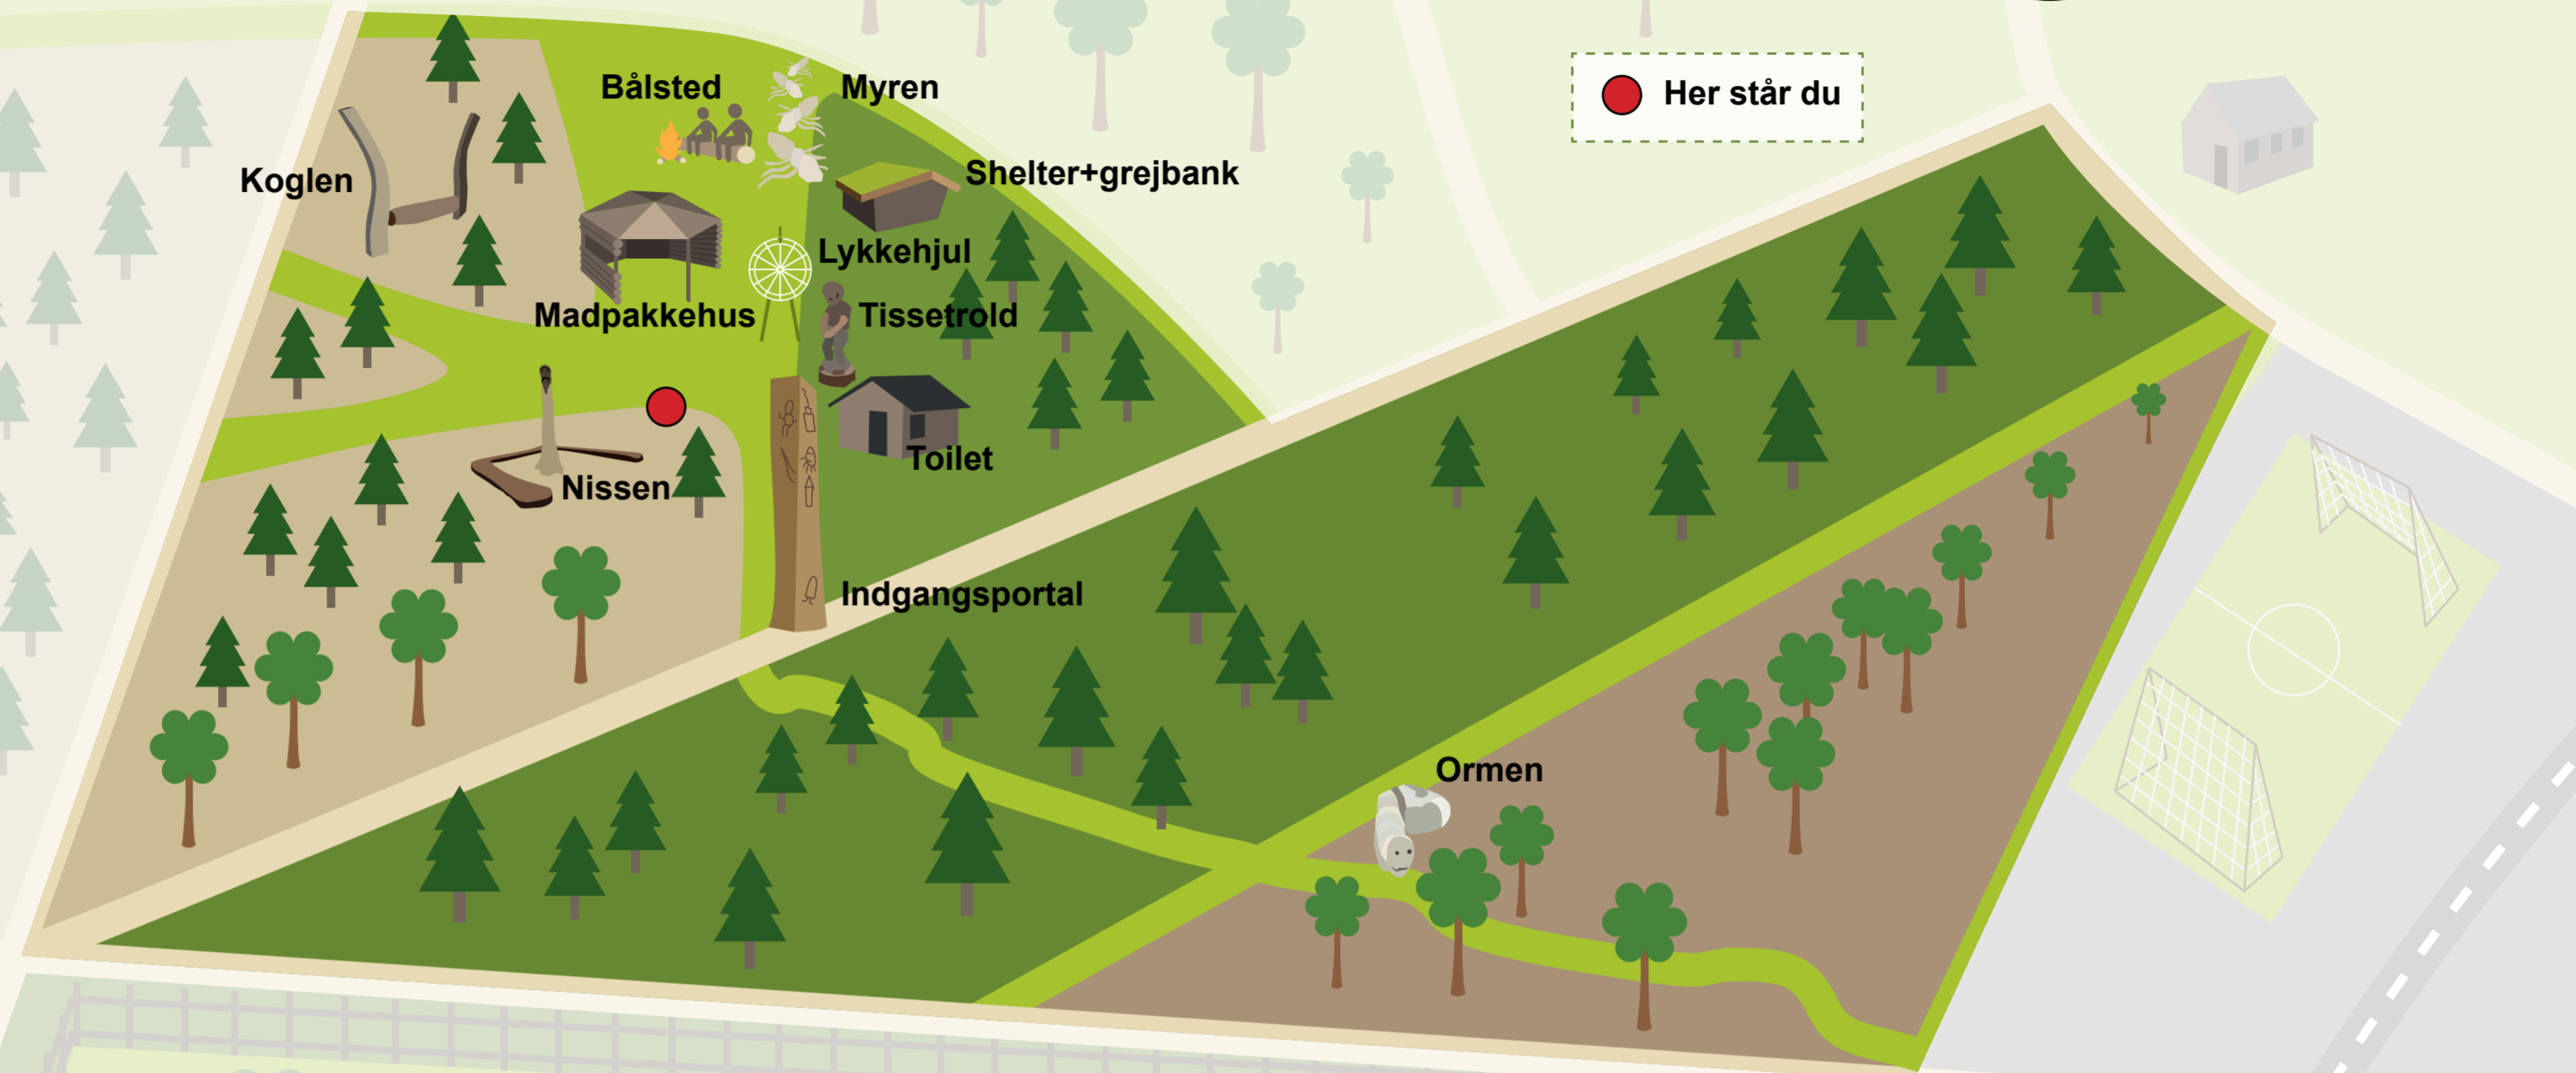 Bålsted
Myren
Her står du
Koglen
Shelter+grejbank
Lykkehjul
Madpakkehus
Tissetrold
Toilet
Nissen
Indgangsportal
Ormen